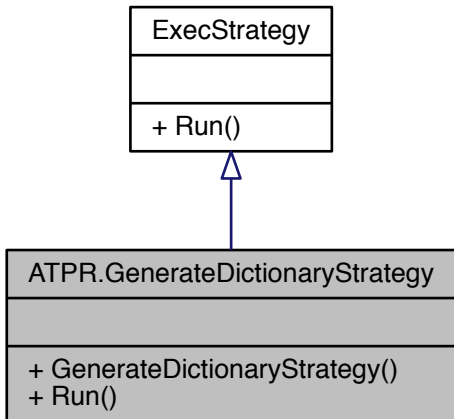 ExecStrategy
+ Run()
ATPR.GenerateDictionaryStrategy
+ GenerateDictionaryStrategy()
+ Run()